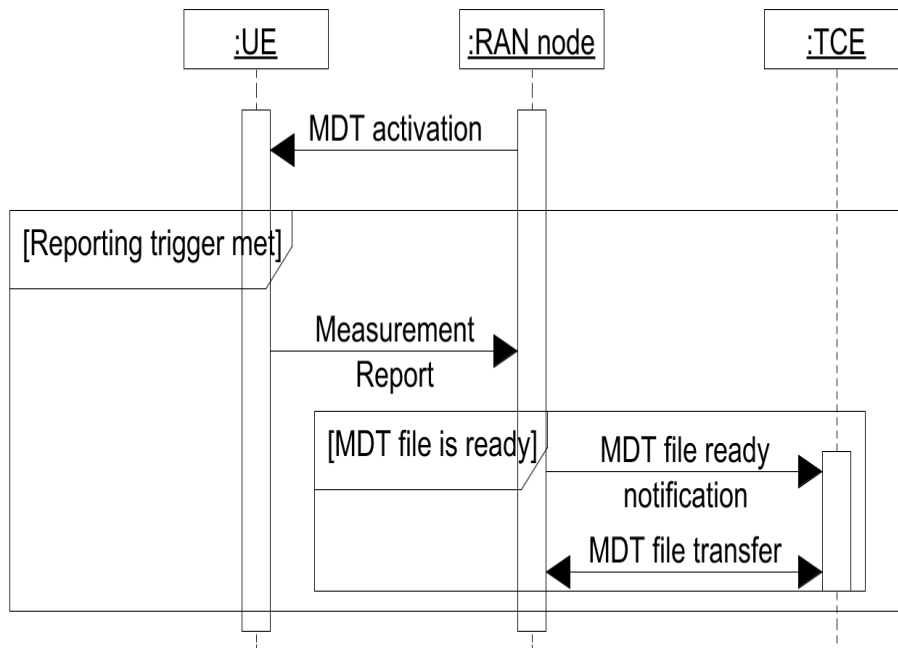 :UE
:RAN node
:TCE
MDT activation
[Reporting trigger met]
Measurement
Report
[MDT file is ready]
MDT file ready
notification
MDT file transfer